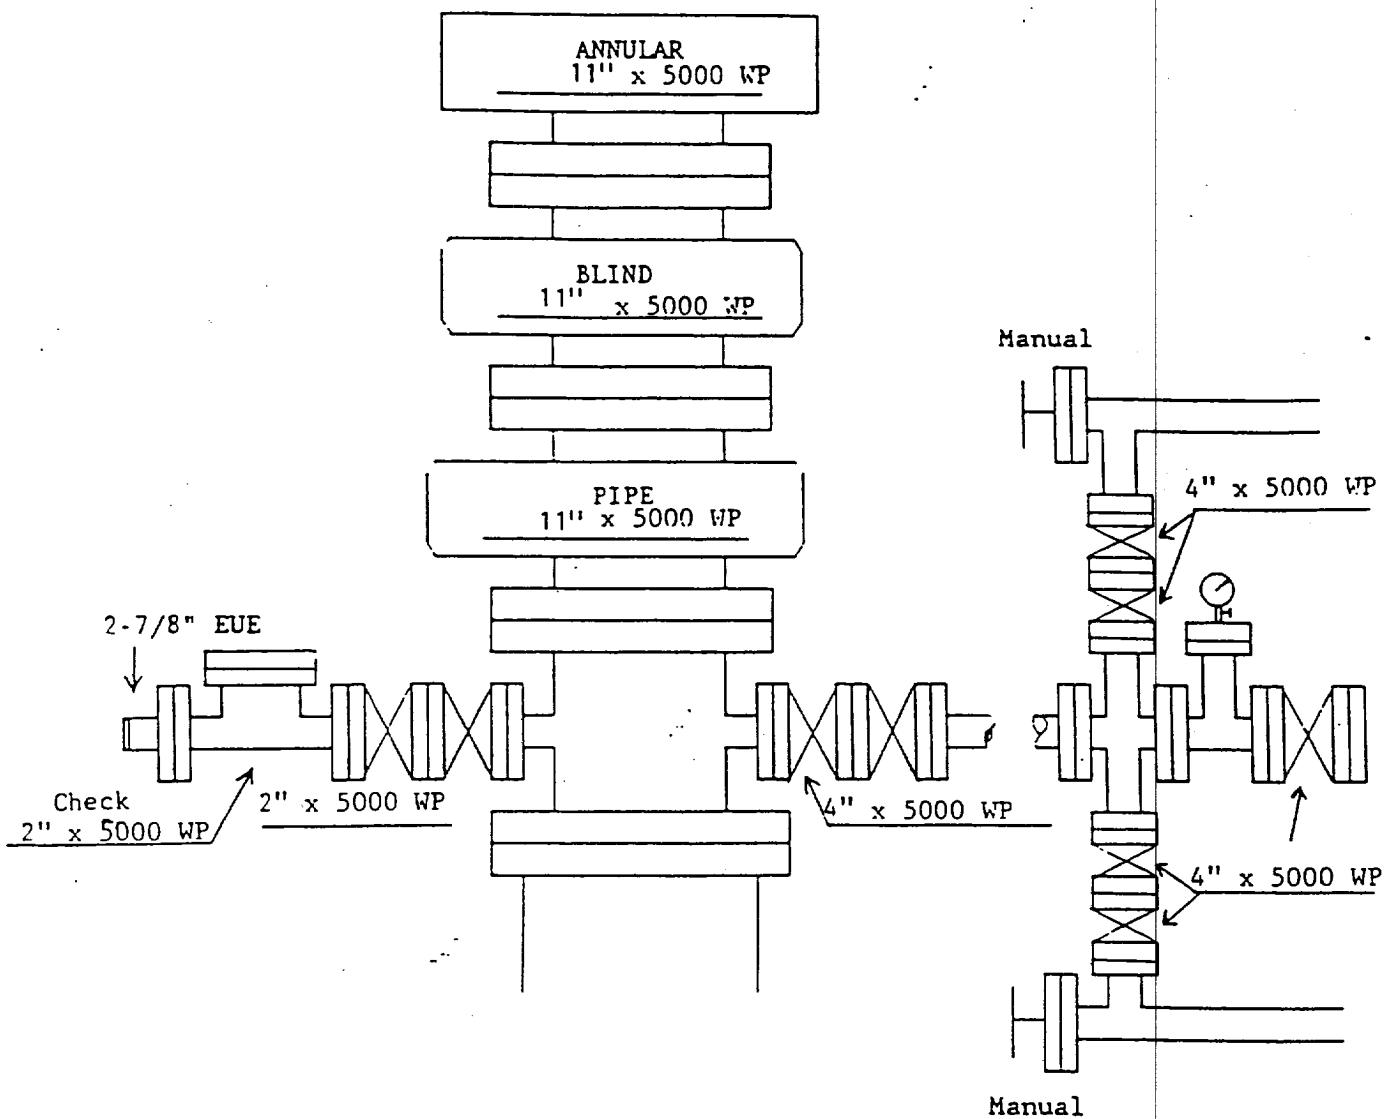 ANNULAR
11" x 5000 WP
BLIND
11" x 5000 WP
Manual
PIPE
11" x 5000 WP
4" x 5000 WP
2-7/8" EUE
Check
2" x 5000 WP
2" x 5000 WP
4" x 5000 WP
4" x 5000 WP
Manual